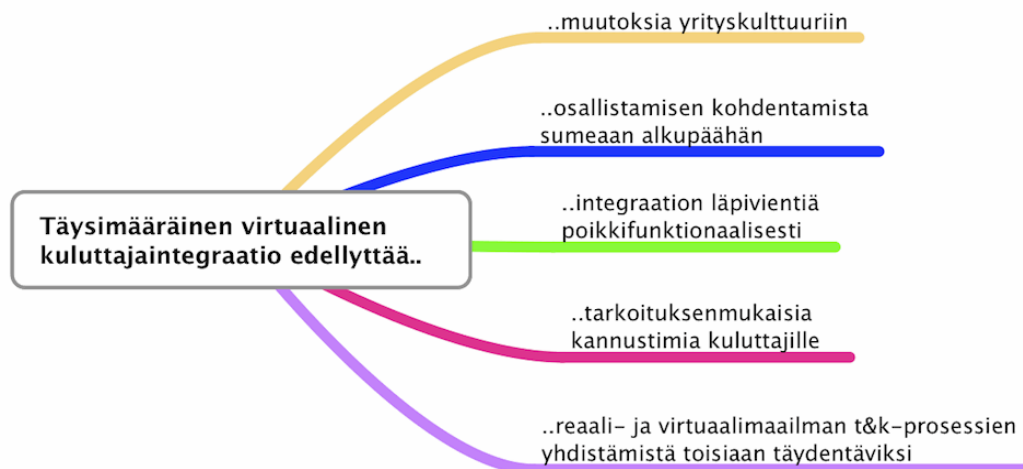 ..muutoksia yrityskulttuuriin
..osallistamisen kohdentamista
sumeaan alkupäähän
..integraation läpivientiä
poikkifunktionaalisesti
Täysimääräinen virtuaalinen
kuluttajaintegraatio edellyttää..
..tarkoituksenmukaisia
kannustimia kuluttajille
..reaali- ja virtuaalimaailman t&k-prosessien
yhdistämistä toisiaan täydentäviksi